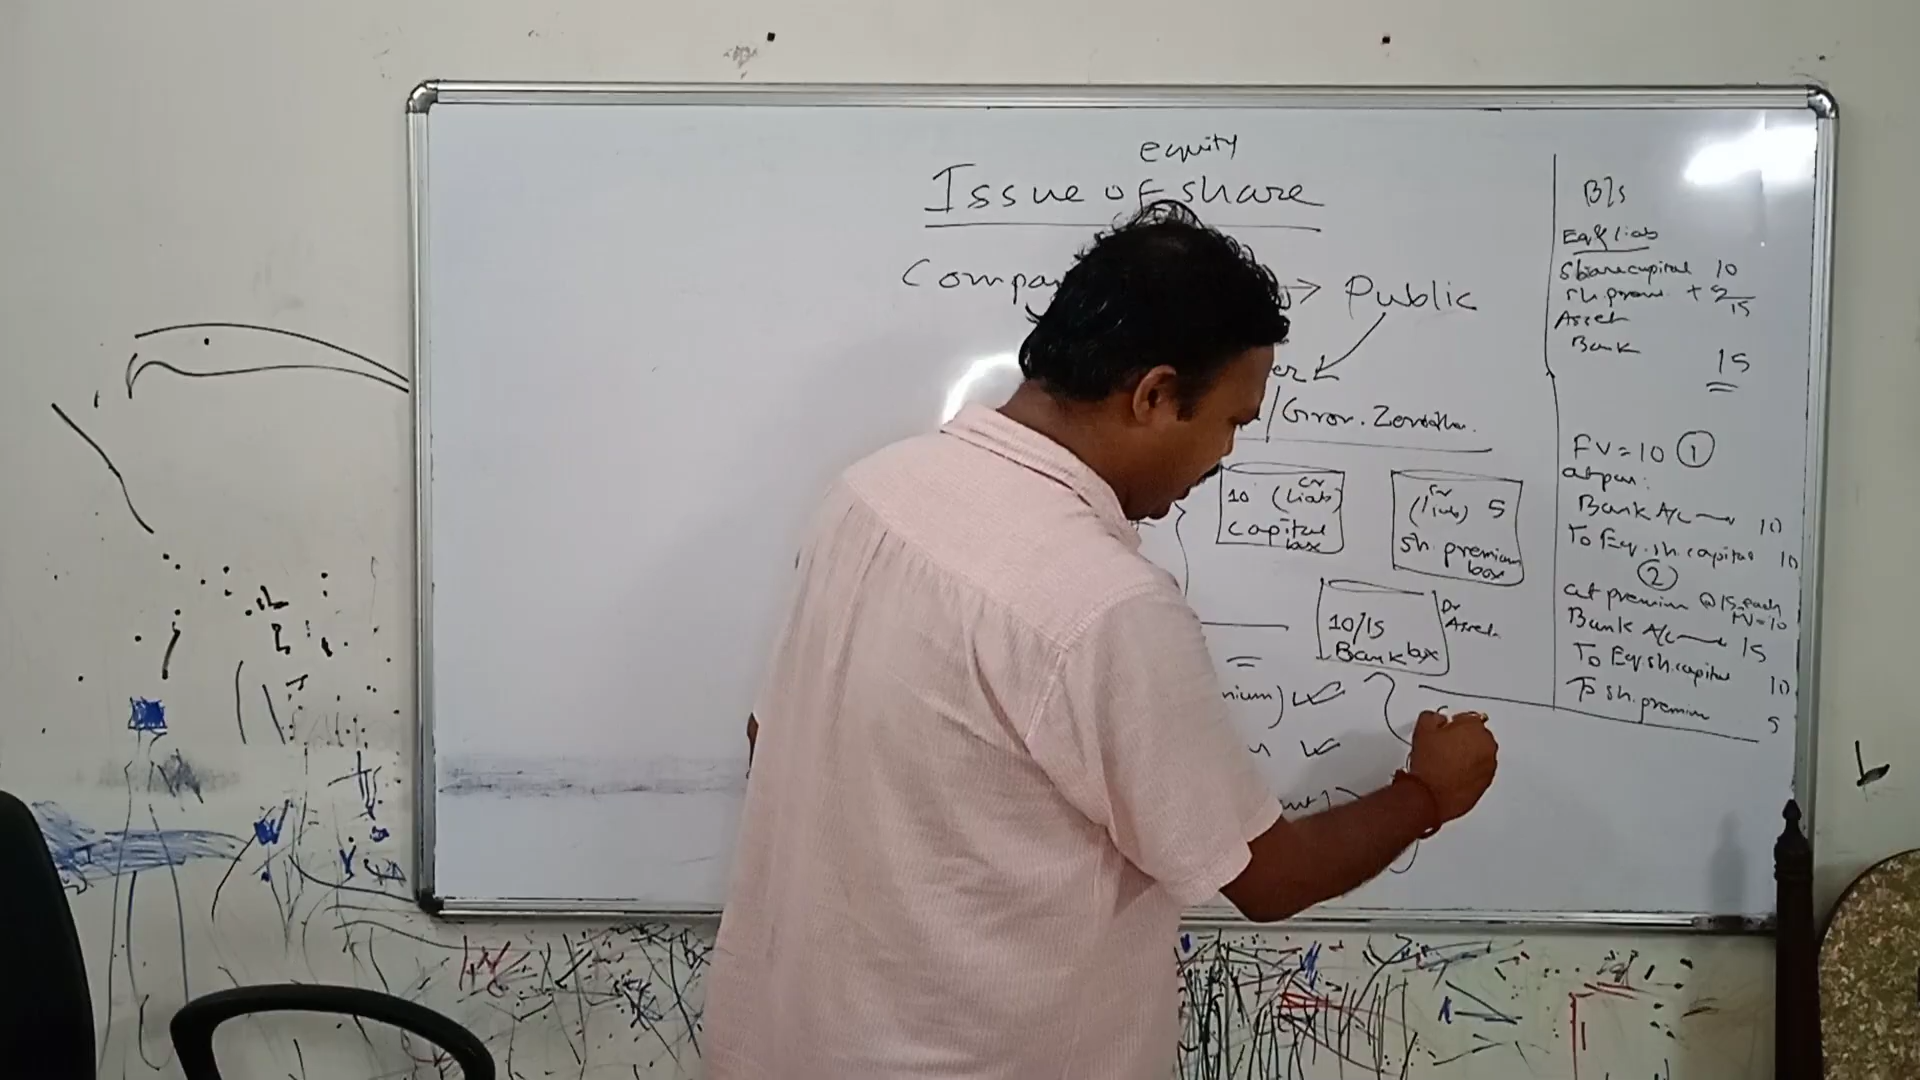 equity
Issue of share
Compa → Public
er
/Grow. Zerodha.
10 (Liab) Cr
Capital
box
Cr
(liab) 5
sh. premium
box
10/15
Bank box
Dr
Asset
nium)
B/s
Eq & liab
Share capital 10
sh. prem. + 5
15
Asset
Bank 15
FV = 10 ①
at par:
Bank A/c 10
To Eq. sh. capital 10
②
at premium @15 each
FV=10
Bank A/c 15
To Eq sh. capital 10
To sh. premium 5